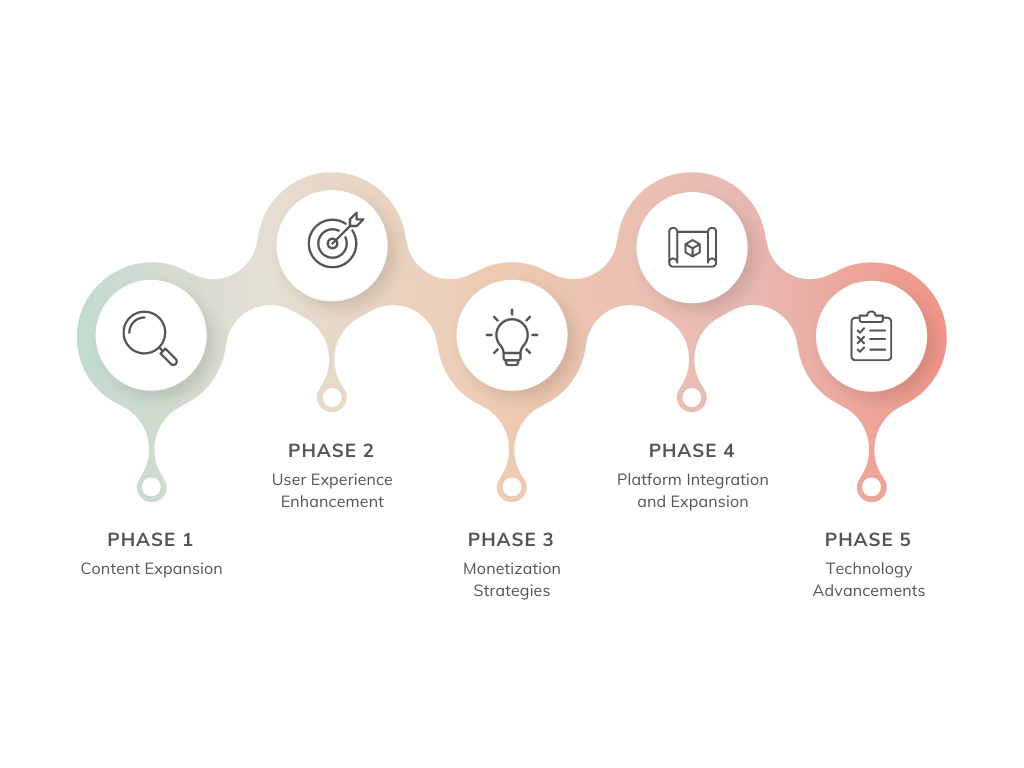 PHASE 1
Content Expansion
PHASE 2
User Experience
Enhancement
PHASE 3
Monetization
Strategies
PHASE 4
Platform Integration
and Expansion
PHASE 5
Technology
Advancements